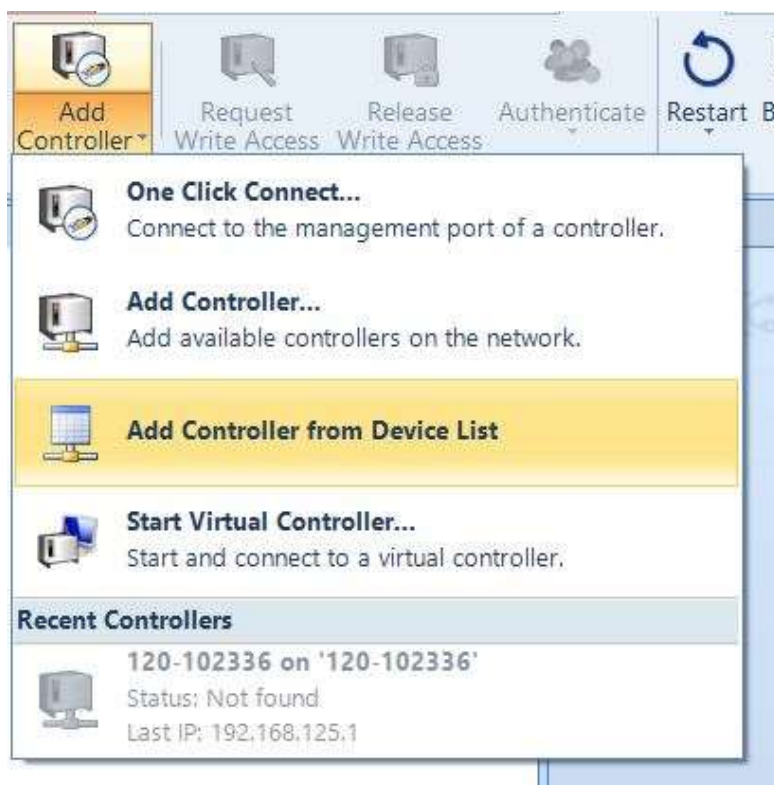 Add
Controller
Request
Write Access
Release
Write Access
Authenticate
Restart
B
One Click Connect...
Connect to the management port of a controller.
Add Controller...
Add available controllers on the network.
Add Controller from Device List
Start Virtual Controller...
Start and connect to a virtual controller.
Recent Controllers
120-102336 on '120-102336'
Status: Not found
Last IP: 192.168.125.1